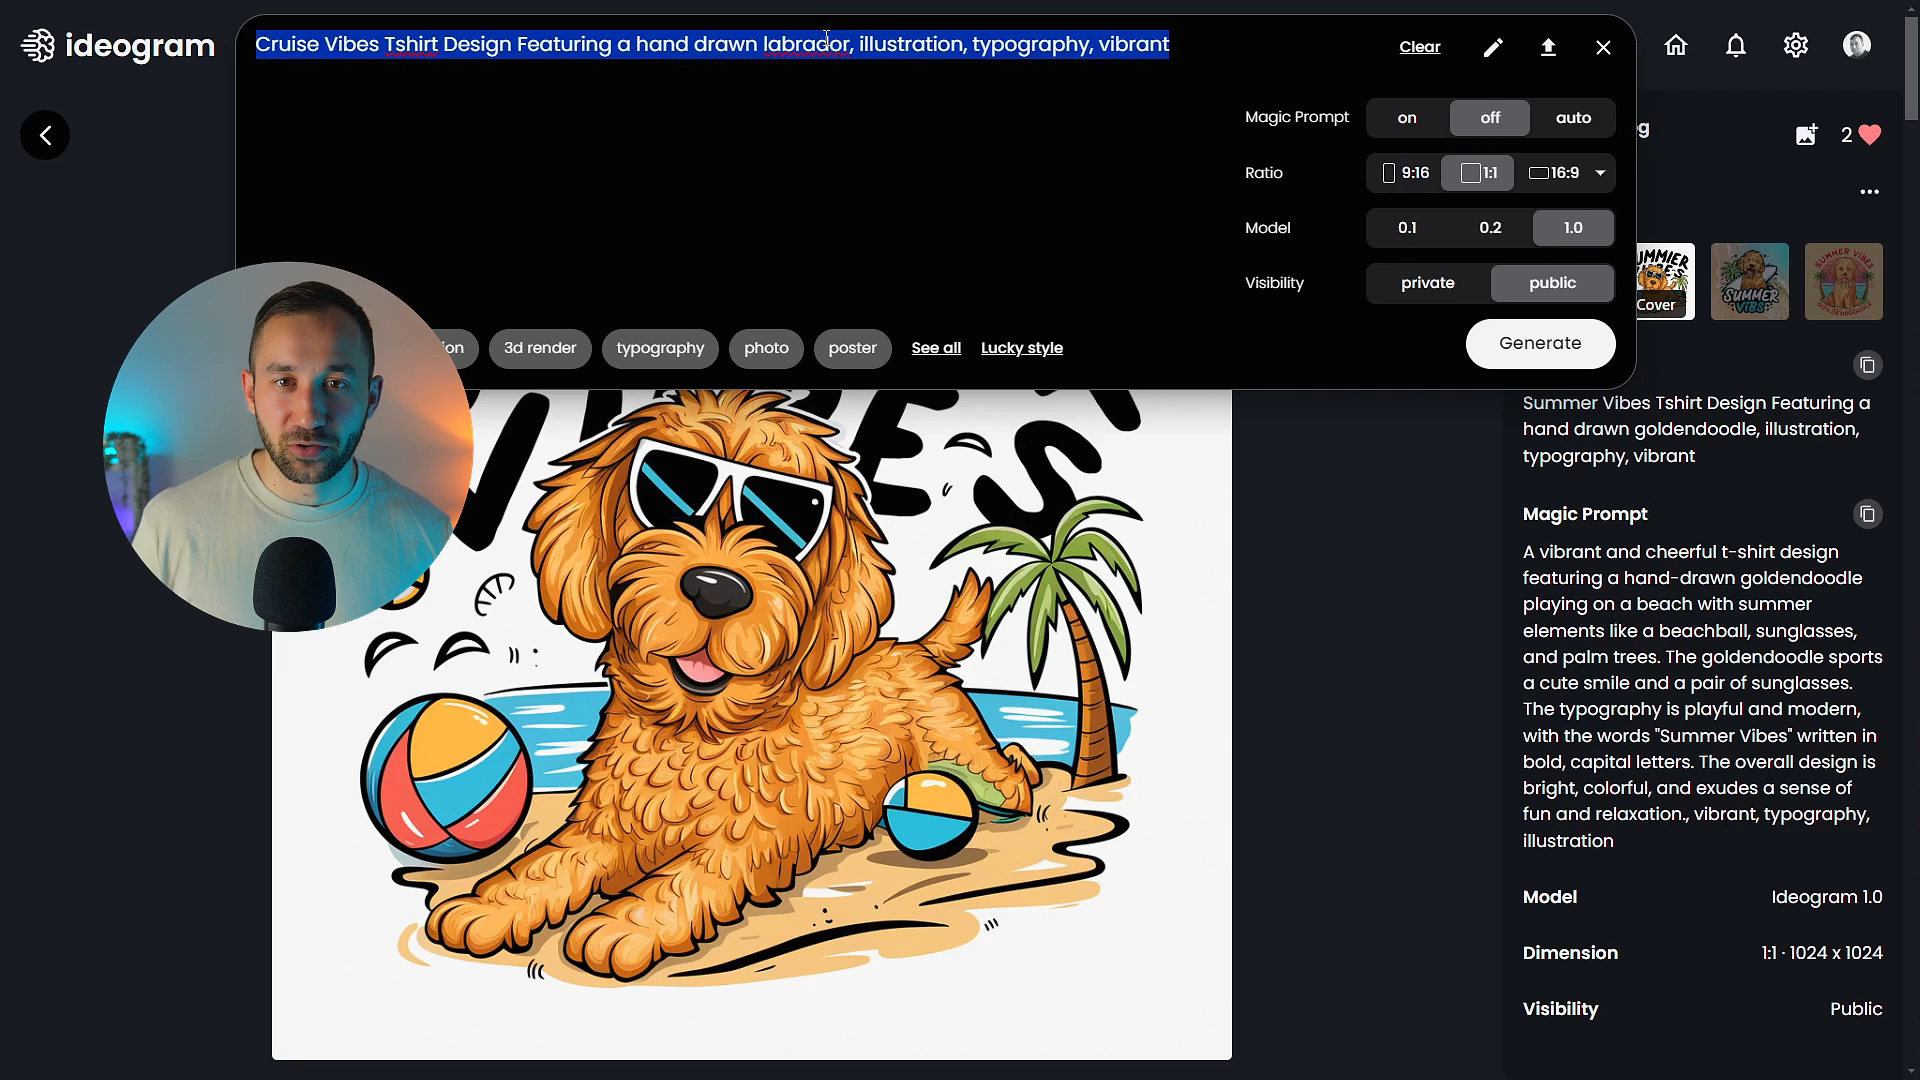 ideogram
Cruise Vibes Tshirt Design Featuring a hand drawn labrador, illustration, typography, vibrant
Clear
Magic Prompt
on
off
auto
Ratio
9:16
1:1
16:9
Model
0.1
0.2
1.0
Visibility
private
public
3d render
typography
photo
poster
See all
Lucky style
Generate
2
Cover
SUMMER
VIBES
SUMMER VIBES
VIBES
Summer Vibes Tshirt Design Featuring a
hand drawn goldendoodle, illustration,
typography, vibrant
Magic Prompt
A vibrant and cheerful t-shirt design
featuring a hand-drawn goldendoodle
playing on a beach with summer
elements like a beachball, sunglasses,
and palm trees. The goldendoodle sports
a cute smile and a pair of sunglasses.
The typography is playful and modern,
with the words "Summer Vibes" written in
bold, capital letters. The overall design is
bright, colorful, and exudes a sense of
fun and relaxation., vibrant, typography,
illustration
Model
Ideogram 1.0
Dimension
1:1 · 1024 x 1024
Visibility
Public